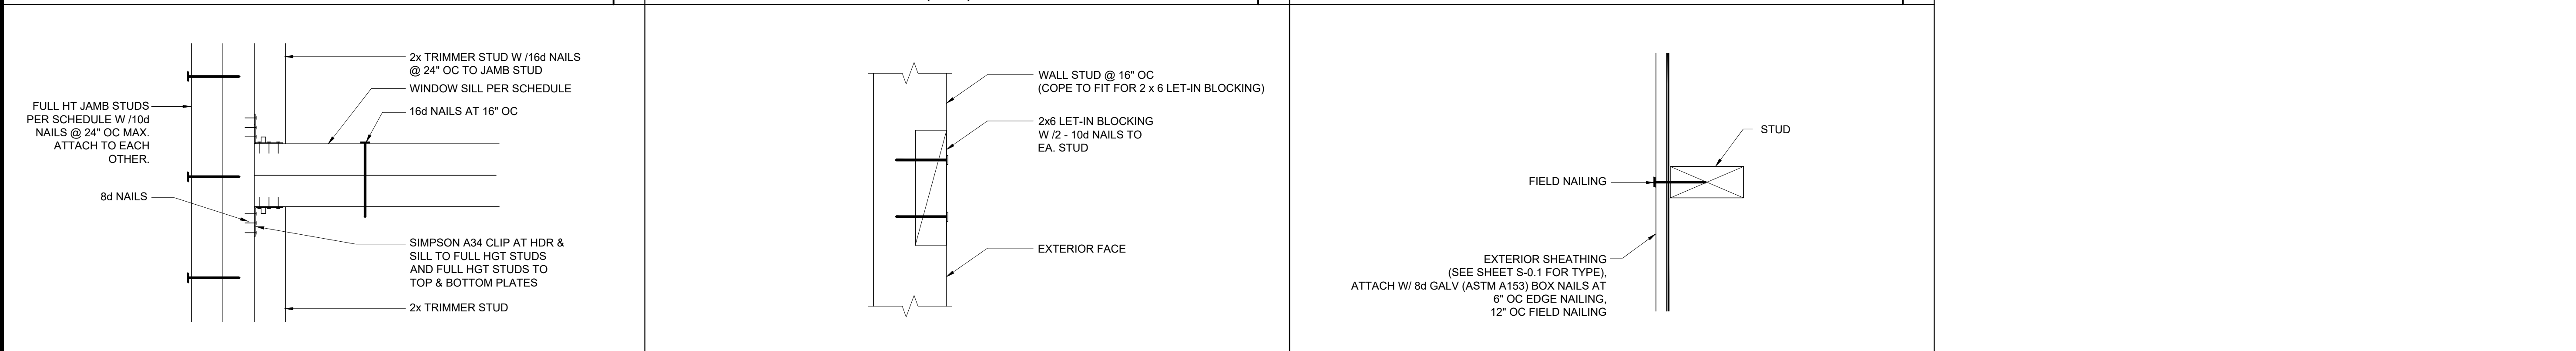 2x TRIMMER STUD W /16d NAILS
@ 24" OC TO JAMB STUD
WINDOW SILL PER SCHEDULE
16d NAILS AT 16" OC
FULL HT JAMB STUDS
PER SCHEDULE W /10d
NAILS @ 24" OC MAX.
ATTACH TO EACH
OTHER.
8d NAILS
SIMPSON A34 CLIP AT HDR &
SILL TO FULL HGT STUDS
AND FULL HGT STUDS TO
TOP & BOTTOM PLATES
2x TRIMMER STUD
WALL STUD @ 16" OC
(COPE TO FIT FOR 2 x 6 LET-IN BLOCKING)
2x6 LET-IN BLOCKING
W /2 - 10d NAILS TO
EA. STUD
EXTERIOR FACE
STUD
FIELD NAILING
EXTERIOR SHEATHING
(SEE SHEET S-0.1 FOR TYPE),
ATTACH W/ 8d GALV (ASTM A153) BOX NAILS AT
6" OC EDGE NAILING,
12" OC FIELD NAILING